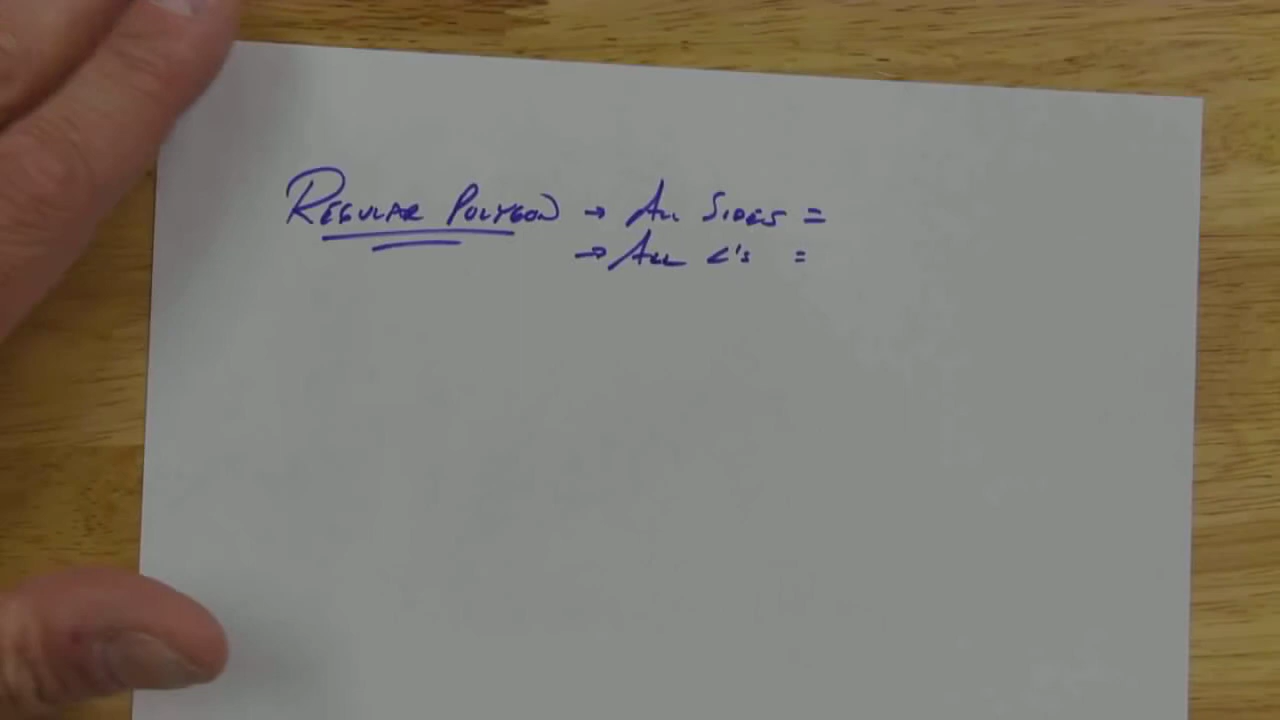 REGULAR POLYGON → ALL SIDES =
→ ALL ∠'s =